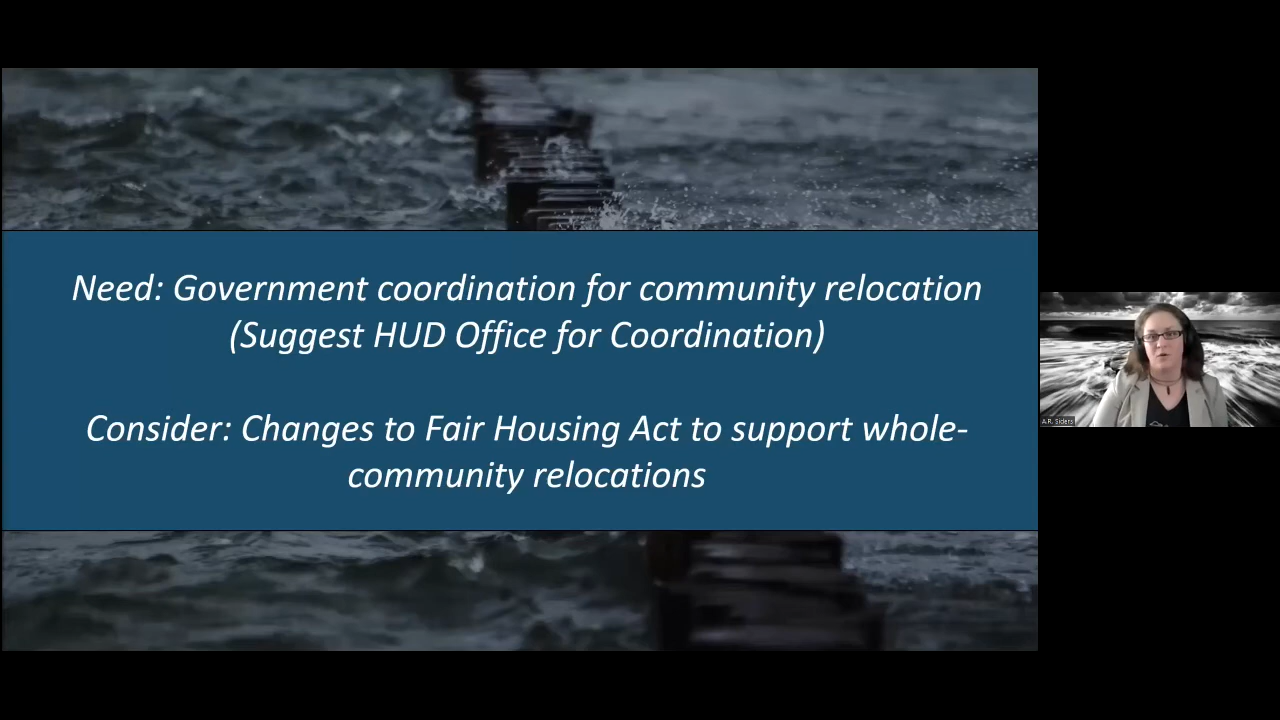 Need: Government coordination for community relocation
(Suggest HUD Office for Coordination)
Consider: Changes to Fair Housing Act to support whole-
community relocations
A.R. Siders